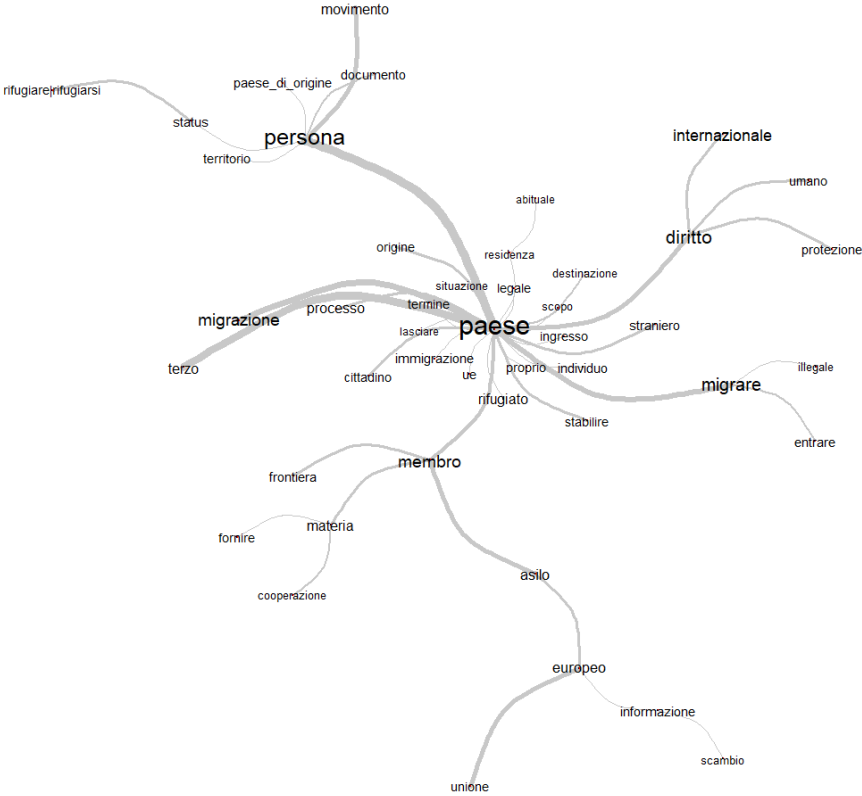 movimento
documento
paese_di_origine
rifugiare|rifugiarsi
status
persona
territorio
internazionale
umano
diritto
protezione
abituale
origine
residenza
destinazione
situazione
legale
termine
scopo
processo
migrazione
paese
straniero
lasciare
ingresso
immigrazione
terzo
cittadino
ue
proprio
individuo
illegale
migrare
rifugiato
stabilire
entrare
membro
frontiera
materia
fornire
asilo
cooperazione
europeo
informazione
scambio
unione